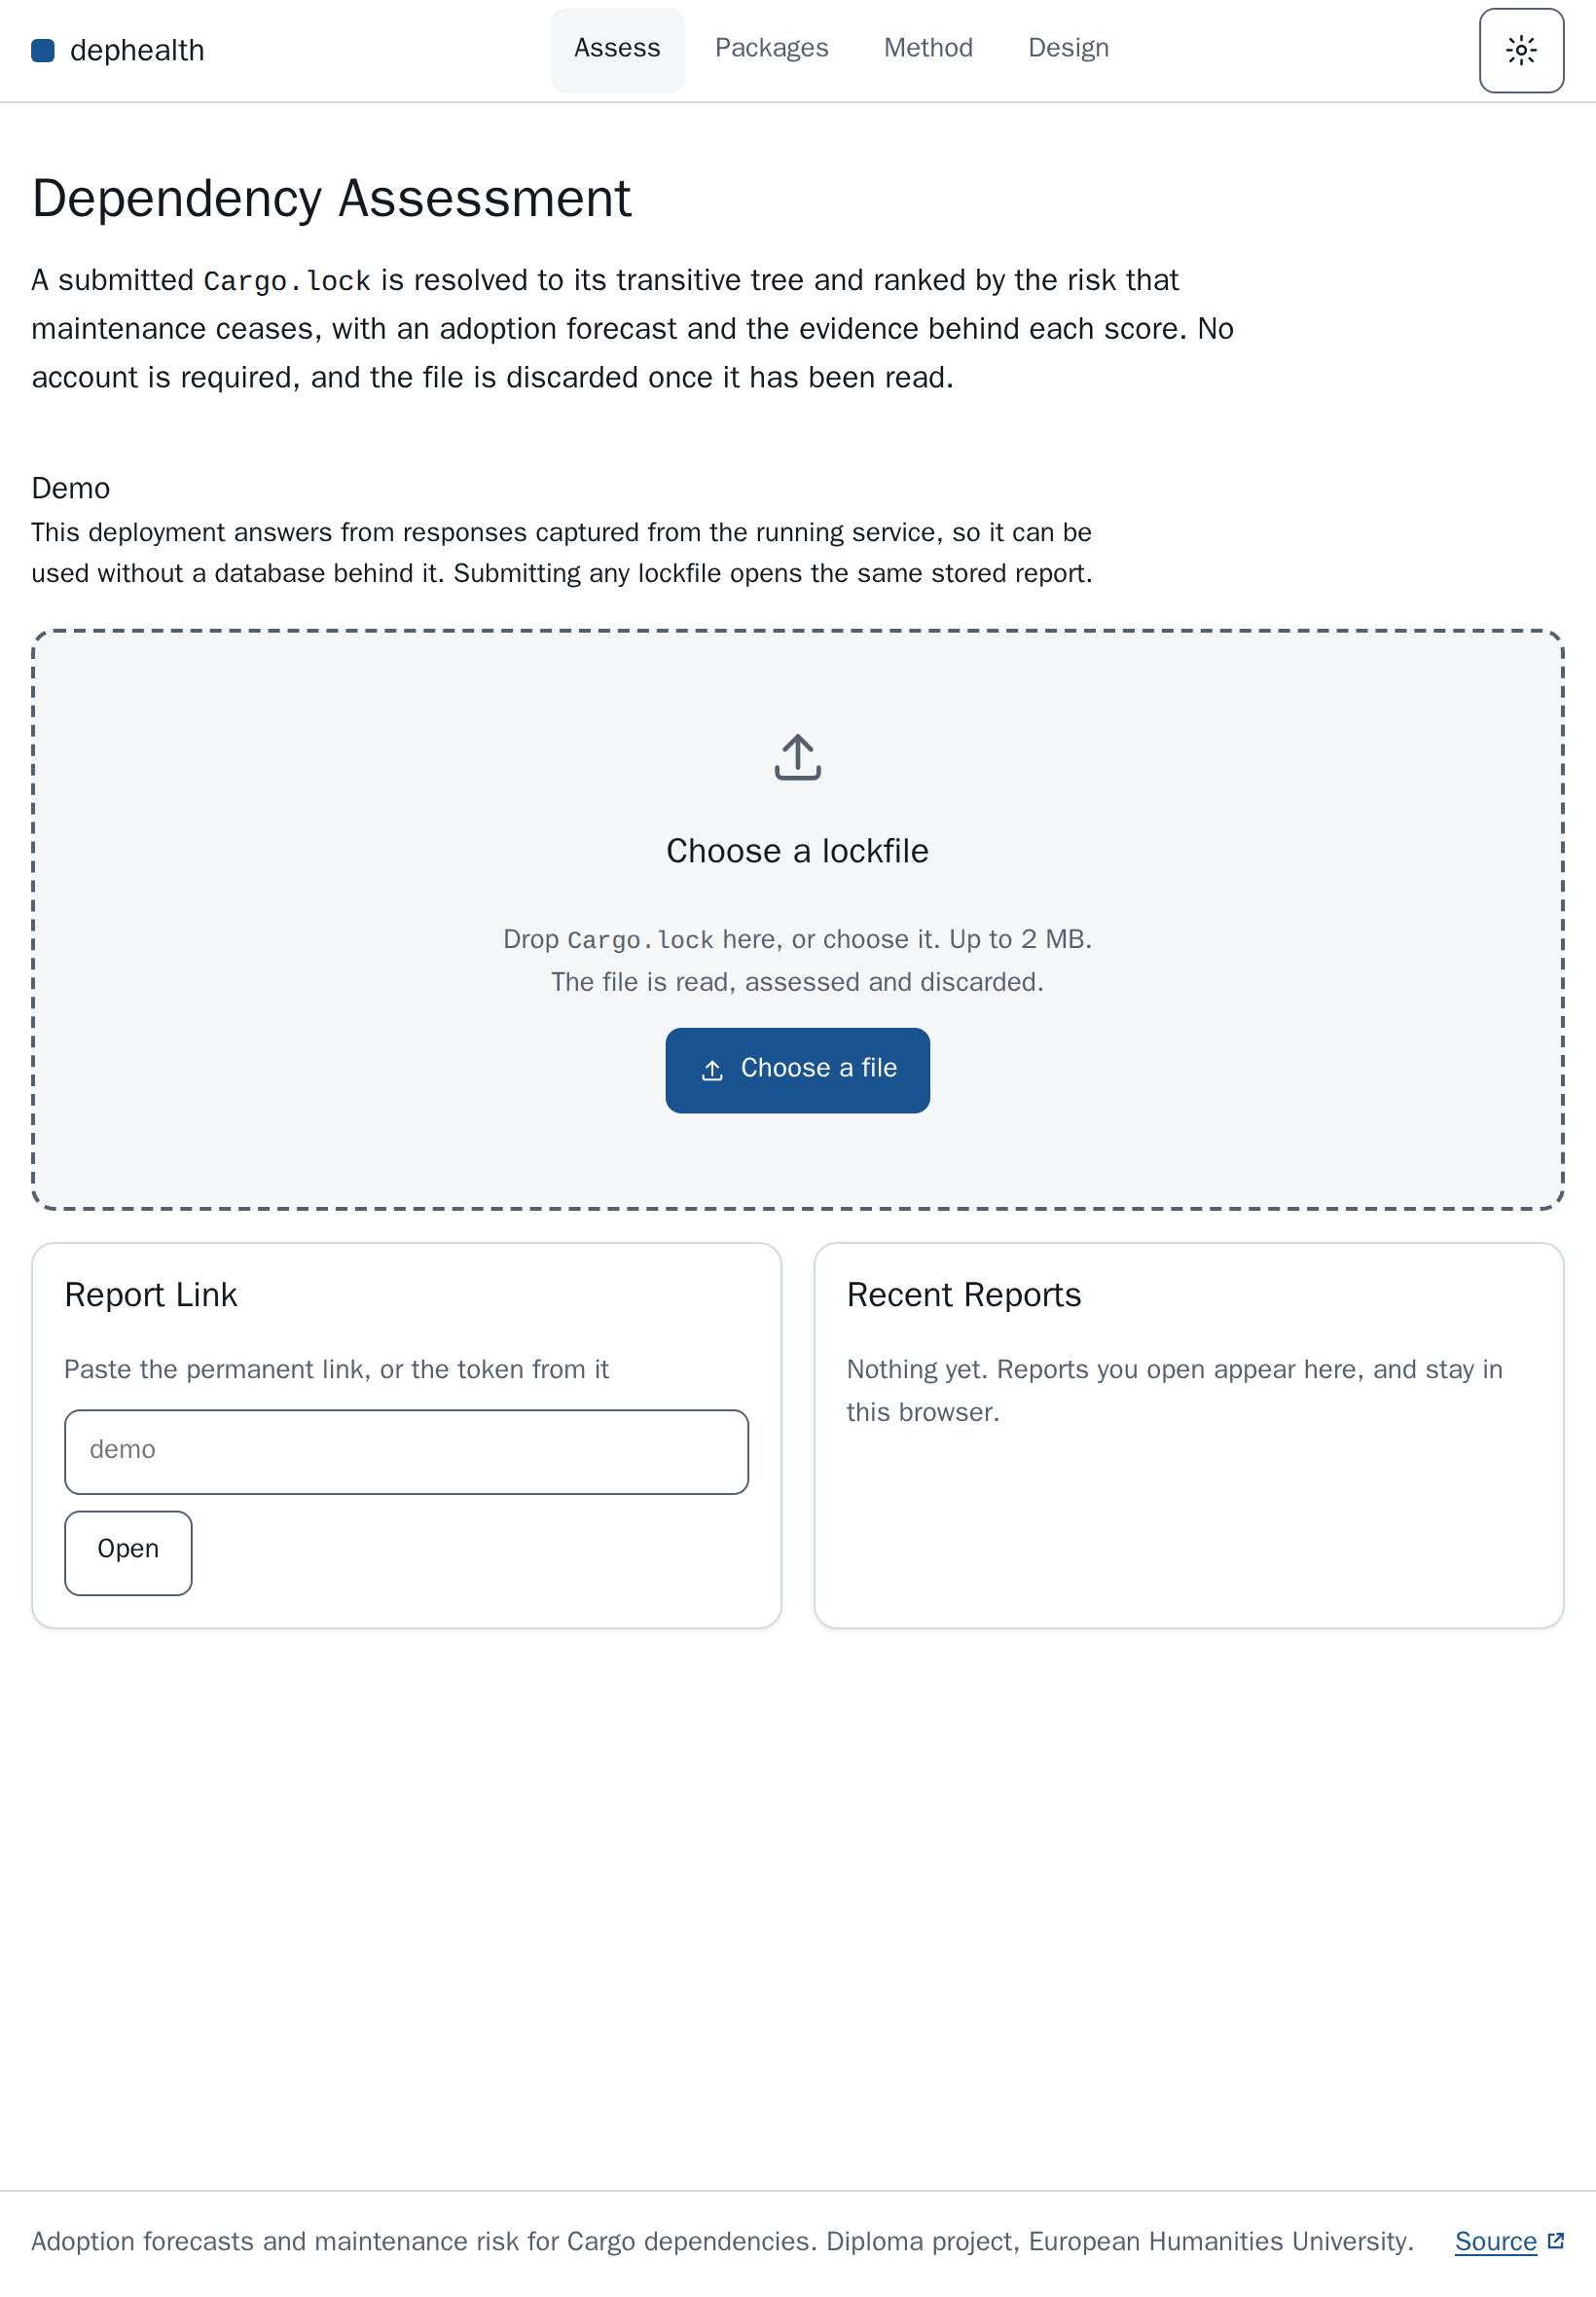 dephealth
Assess
Packages
Method
Design
Dependency Assessment
A submitted Cargo.lock is resolved to its transitive tree and ranked by the risk that
maintenance ceases, with an adoption forecast and the evidence behind each score. No
account is required, and the file is discarded once it has been read.
Demo
This deployment answers from responses captured from the running service, so it can be
used without a database behind it. Submitting any lockfile opens the same stored report.
Choose a lockfile
Drop Cargo.lock here, or choose it. Up to 2 MB.
The file is read, assessed and discarded.
Choose a file
Report Link
Paste the permanent link, or the token from it
demo
Open
Recent Reports
Nothing yet. Reports you open appear here, and stay in
this browser.
Adoption forecasts and maintenance risk for Cargo dependencies. Diploma project, European Humanities University.
Source